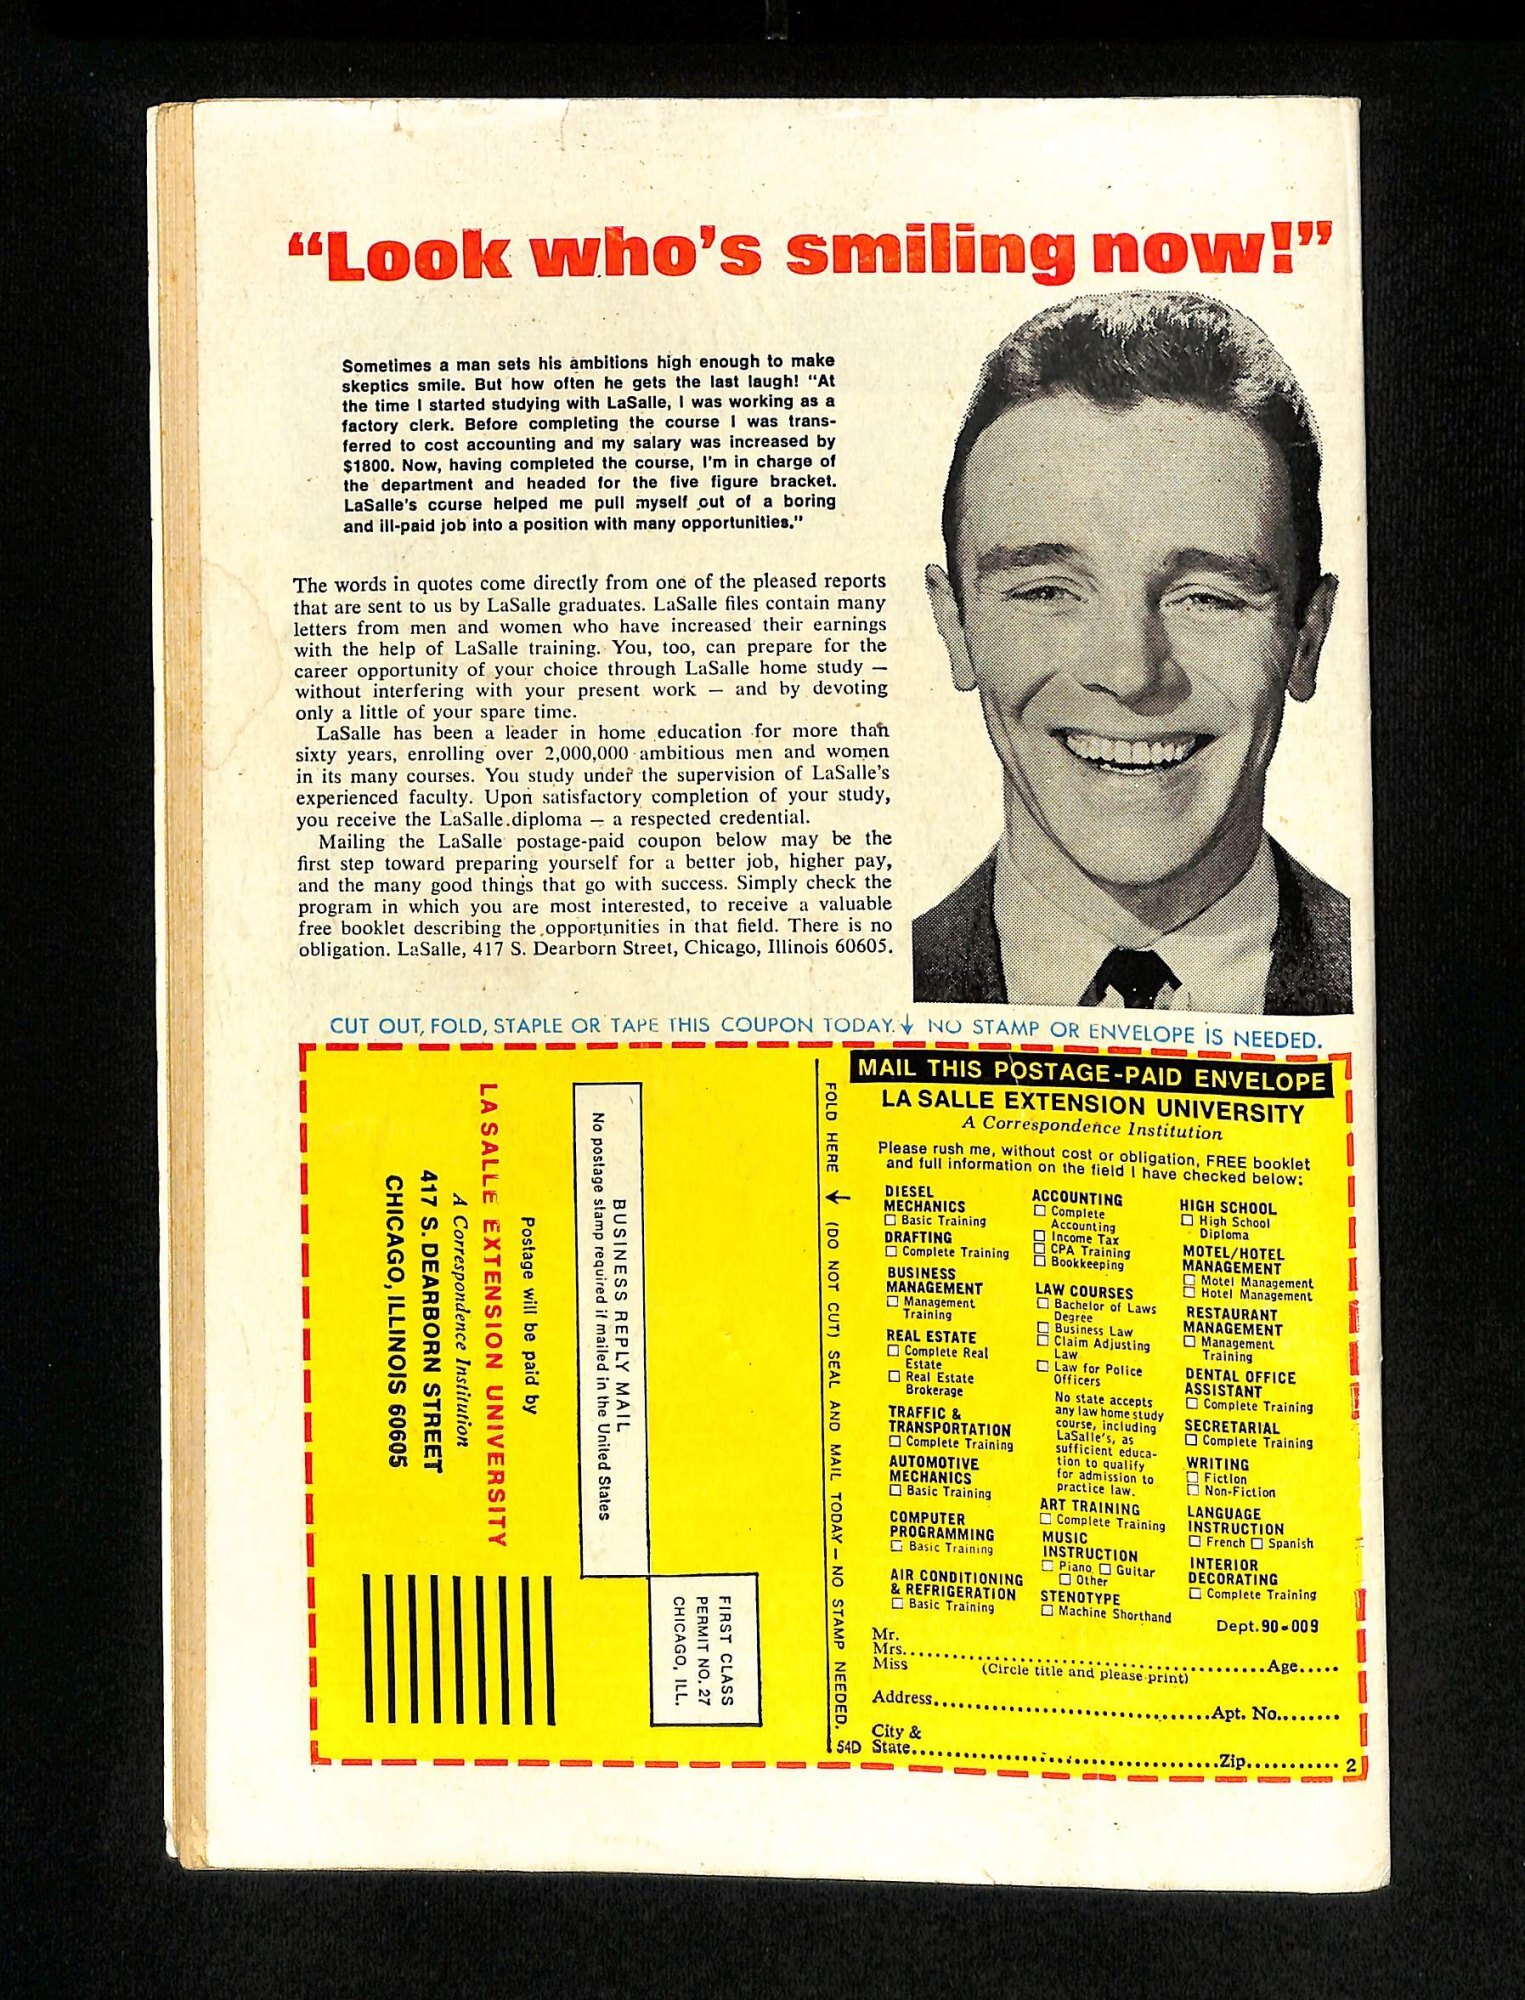 “Look who’s smiling now!”
Sometimes a man sets his ambitions high enough to make
skeptics smile. But how often he gets the last laugh! “At
the time I started studying with LaSalle, I was working as a
factory clerk. Before completing the course I was trans-
ferred to cost accounting and my salary was increased by
$1800. Now, having completed the course, I’m in charge of
the department and headed for the five figure bracket.
LaSalle’s course helped me pull myself out of a boring
and ill-paid job into a position with many opportunities.”
The words in quotes come directly from one of the pleased reports
that are sent to us by LaSalle graduates. LaSalle files contain many
letters from men and women who have increased their earnings
with the help of LaSalle training. You, too, can prepare for the
career opportunity of your choice through LaSalle home study —
without interfering with your present work — and by devoting
only a little of your spare time.
LaSalle has been a leader in home education for more than
sixty years, enrolling over 2,000,000 ambitious men and women
in its many courses. You study under the supervision of LaSalle’s
experienced faculty. Upon satisfactory completion of your study,
you receive the LaSalle diploma — a respected credential.
Mailing the LaSalle postage-paid coupon below may be the
first step toward preparing yourself for a better job, higher pay,
and the many good things that go with success. Simply check the
program in which you are most interested, to receive a valuable
free booklet describing the opportunities in that field. There is no
obligation. LaSalle, 417 S. Dearborn Street, Chicago, Illinois 60605.
CUT OUT, FOLD, STAPLE OR TAPE THIS COUPON TODAY. ↓ NO STAMP OR ENVELOPE IS NEEDED.
FIRST CLASS
PERMIT NO. 27
CHICAGO, ILL.
BUSINESS REPLY MAIL
No postage stamp required if mailed in the United States
Postage will be paid by
LASALLE EXTENSION UNIVERSITY
A Correspondence Institution
417 S. DEARBORN STREET
CHICAGO, ILLINOIS 60605
FOLD HERE ↓ (DO NOT CUT) SEAL AND MAIL TODAY — NO STAMP NEEDED.
MAIL THIS POSTAGE-PAID ENVELOPE
LA SALLE EXTENSION UNIVERSITY
A Correspondence Institution
Please rush me, without cost or obligation, FREE booklet
and full information on the field I have checked below:
DIESEL
MECHANICS
☐ Basic Training
DRAFTING
☐ Complete Training
BUSINESS
MANAGEMENT
☐ Management
Training
REAL ESTATE
☐ Complete Real
Estate
☐ Real Estate
Brokerage
TRAFFIC &
TRANSPORTATION
☐ Complete Training
AUTOMOTIVE
MECHANICS
☐ Basic Training
COMPUTER
PROGRAMMING
☐ Basic Training
AIR CONDITIONING
& REFRIGERATION
☐ Basic Training
ACCOUNTING
☐ Complete
Accounting
☐ Income Tax
☐ CPA Training
☐ Bookkeeping
LAW COURSES
☐ Bachelor of Laws
Degree
☐ Business Law
☐ Claim Adjusting
Law
☐ Law for Police
Officers
No state accepts
any law home study
course, including
LaSalle’s, as
sufficient educa-
tion to qualify
for admission to
practice law.
ART TRAINING
☐ Complete Training
MUSIC
INSTRUCTION
☐ Piano ☐ Guitar
☐ Other
STENOTYPE
☐ Machine Shorthand
HIGH SCHOOL
☐ High School
Diploma
MOTEL/HOTEL
MANAGEMENT
☐ Motel Management
☐ Hotel Management
RESTAURANT
MANAGEMENT
☐ Management
Training
DENTAL OFFICE
ASSISTANT
☐ Complete Training
SECRETARIAL
☐ Complete Training
WRITING
☐ Fiction
☐ Non-Fiction
LANGUAGE
INSTRUCTION
☐ French ☐ Spanish
INTERIOR
DECORATING
☐ Complete Training
Dept. 90-009
Mr.
Mrs. .......... Age.....
Miss (Circle title and please print)
Address.......... Apt. No........
City &
54D State.......... Zip.......... 2